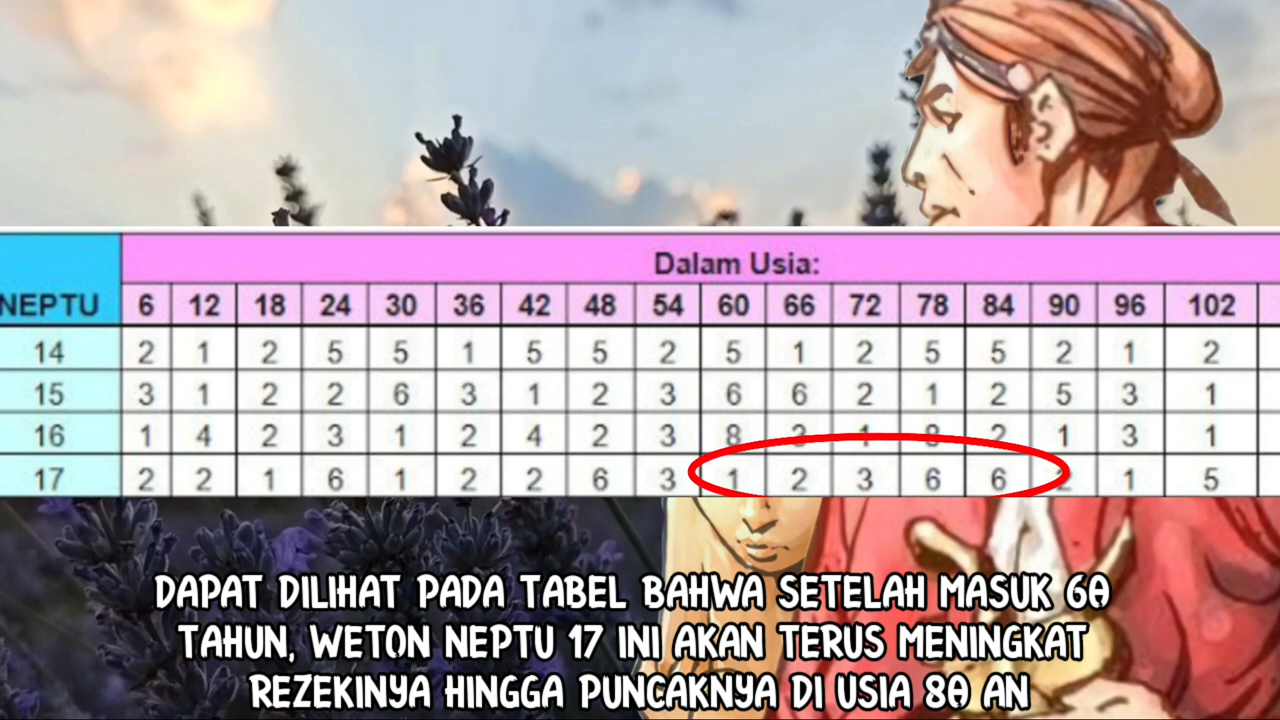 Dalam Usia:
NEPTU 6 12 18 24 30 36 42 48 54 60 66 72 78 84 90 96 102
14 2 1 2 5 5 1 5 5 2 5 1 2 5 5 2 1 2
15 3 1 2 2 6 3 1 2 3 6 6 2 1 2 5 3 1
16 1 4 2 3 1 2 4 2 3 8 3 1 8 2 1 3 1
17 2 2 1 6 1 2 2 6 3 1 2 3 6 6 2 1 5
DAPAT DILIHAT PADA TABEL BAHWA SETELAH MASUK 60
TAHUN, WETON NEPTU 17 INI AKAN TERUS MENINGKAT
REZEKINYA HINGGA PUNCAKNYA DI USIA 80 AN